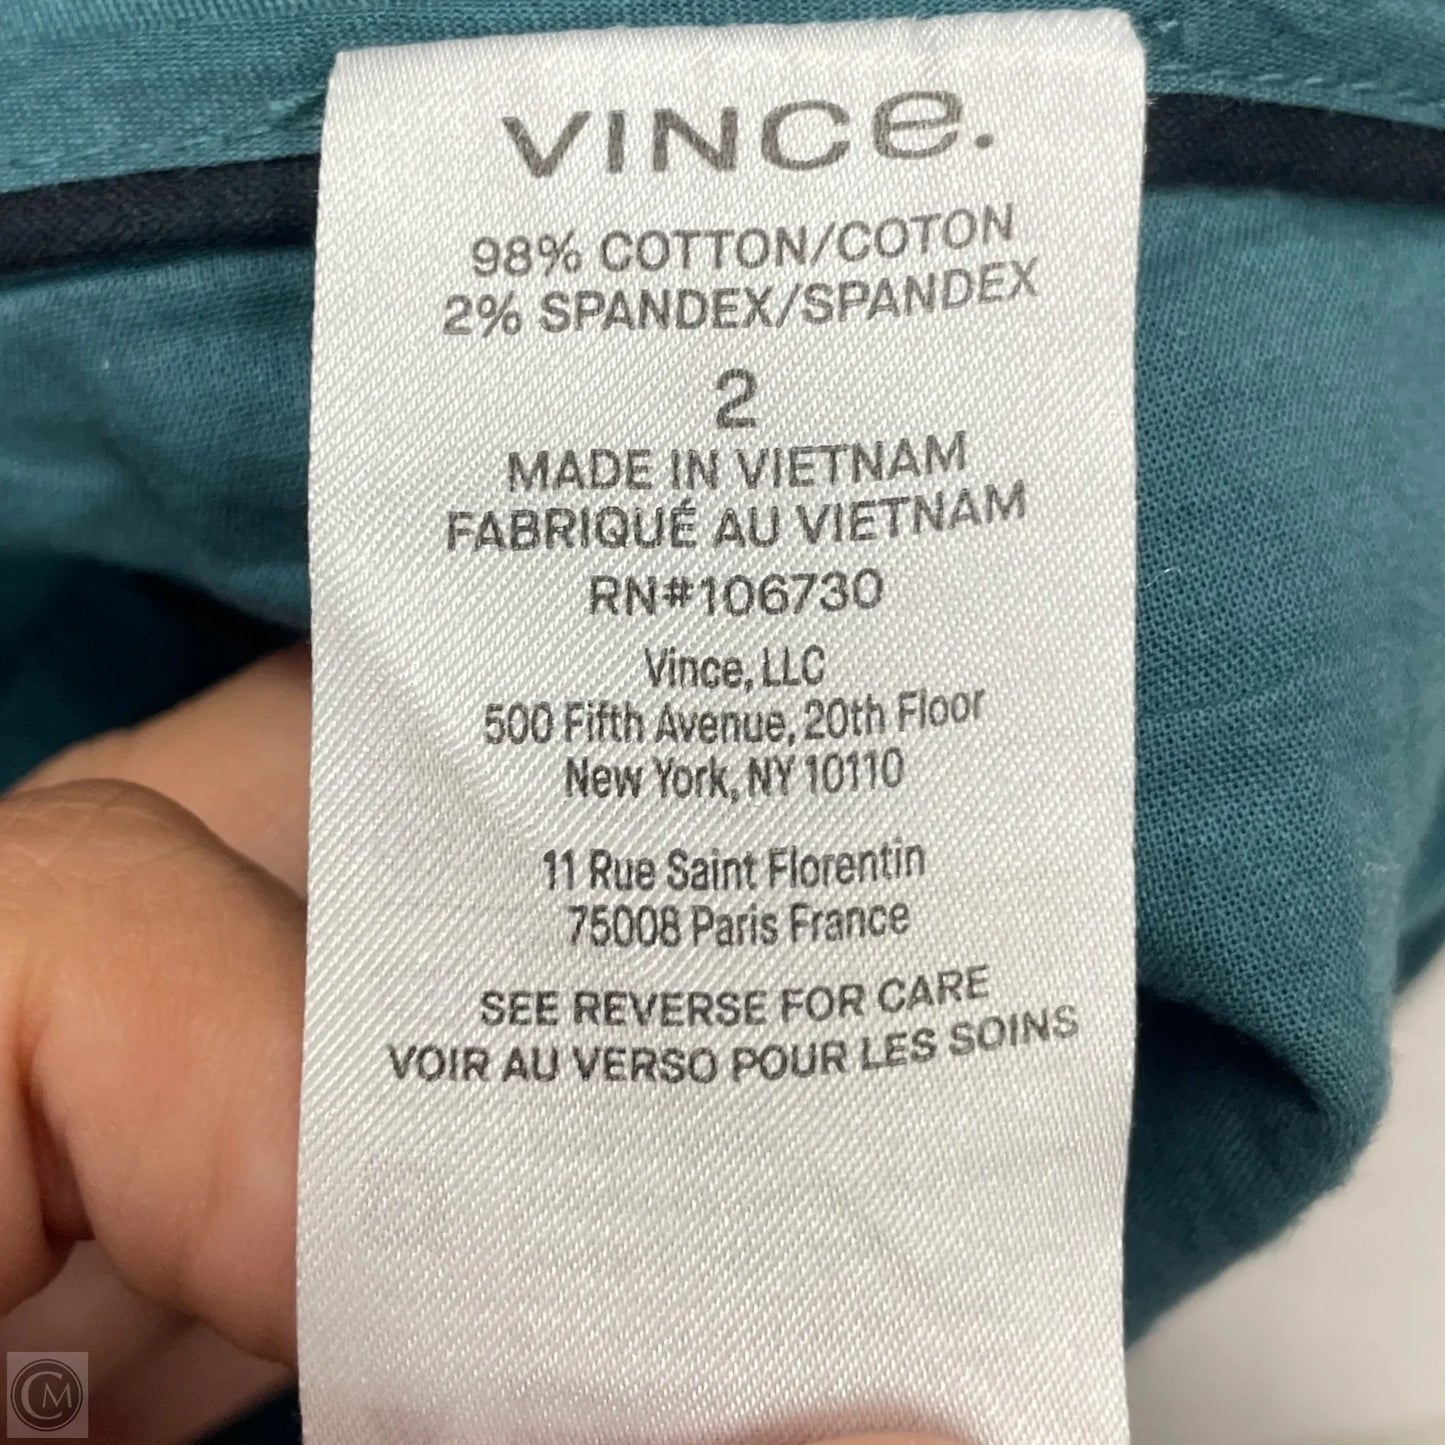 VINCe.
98% COTTON/COTON
2% SPANDEX/SPANDEX
2
MADE IN VIETNAM
FABRIQUÉ AU VIETNAM
RN#106730
Vince, LLC
500 Fifth Avenue, 20th Floor
New York, NY 10110
11 Rue Saint Florentin
75008 Paris France
SEE REVERSE FOR CARE
VOIR AU VERSO POUR LES SOINS
CM